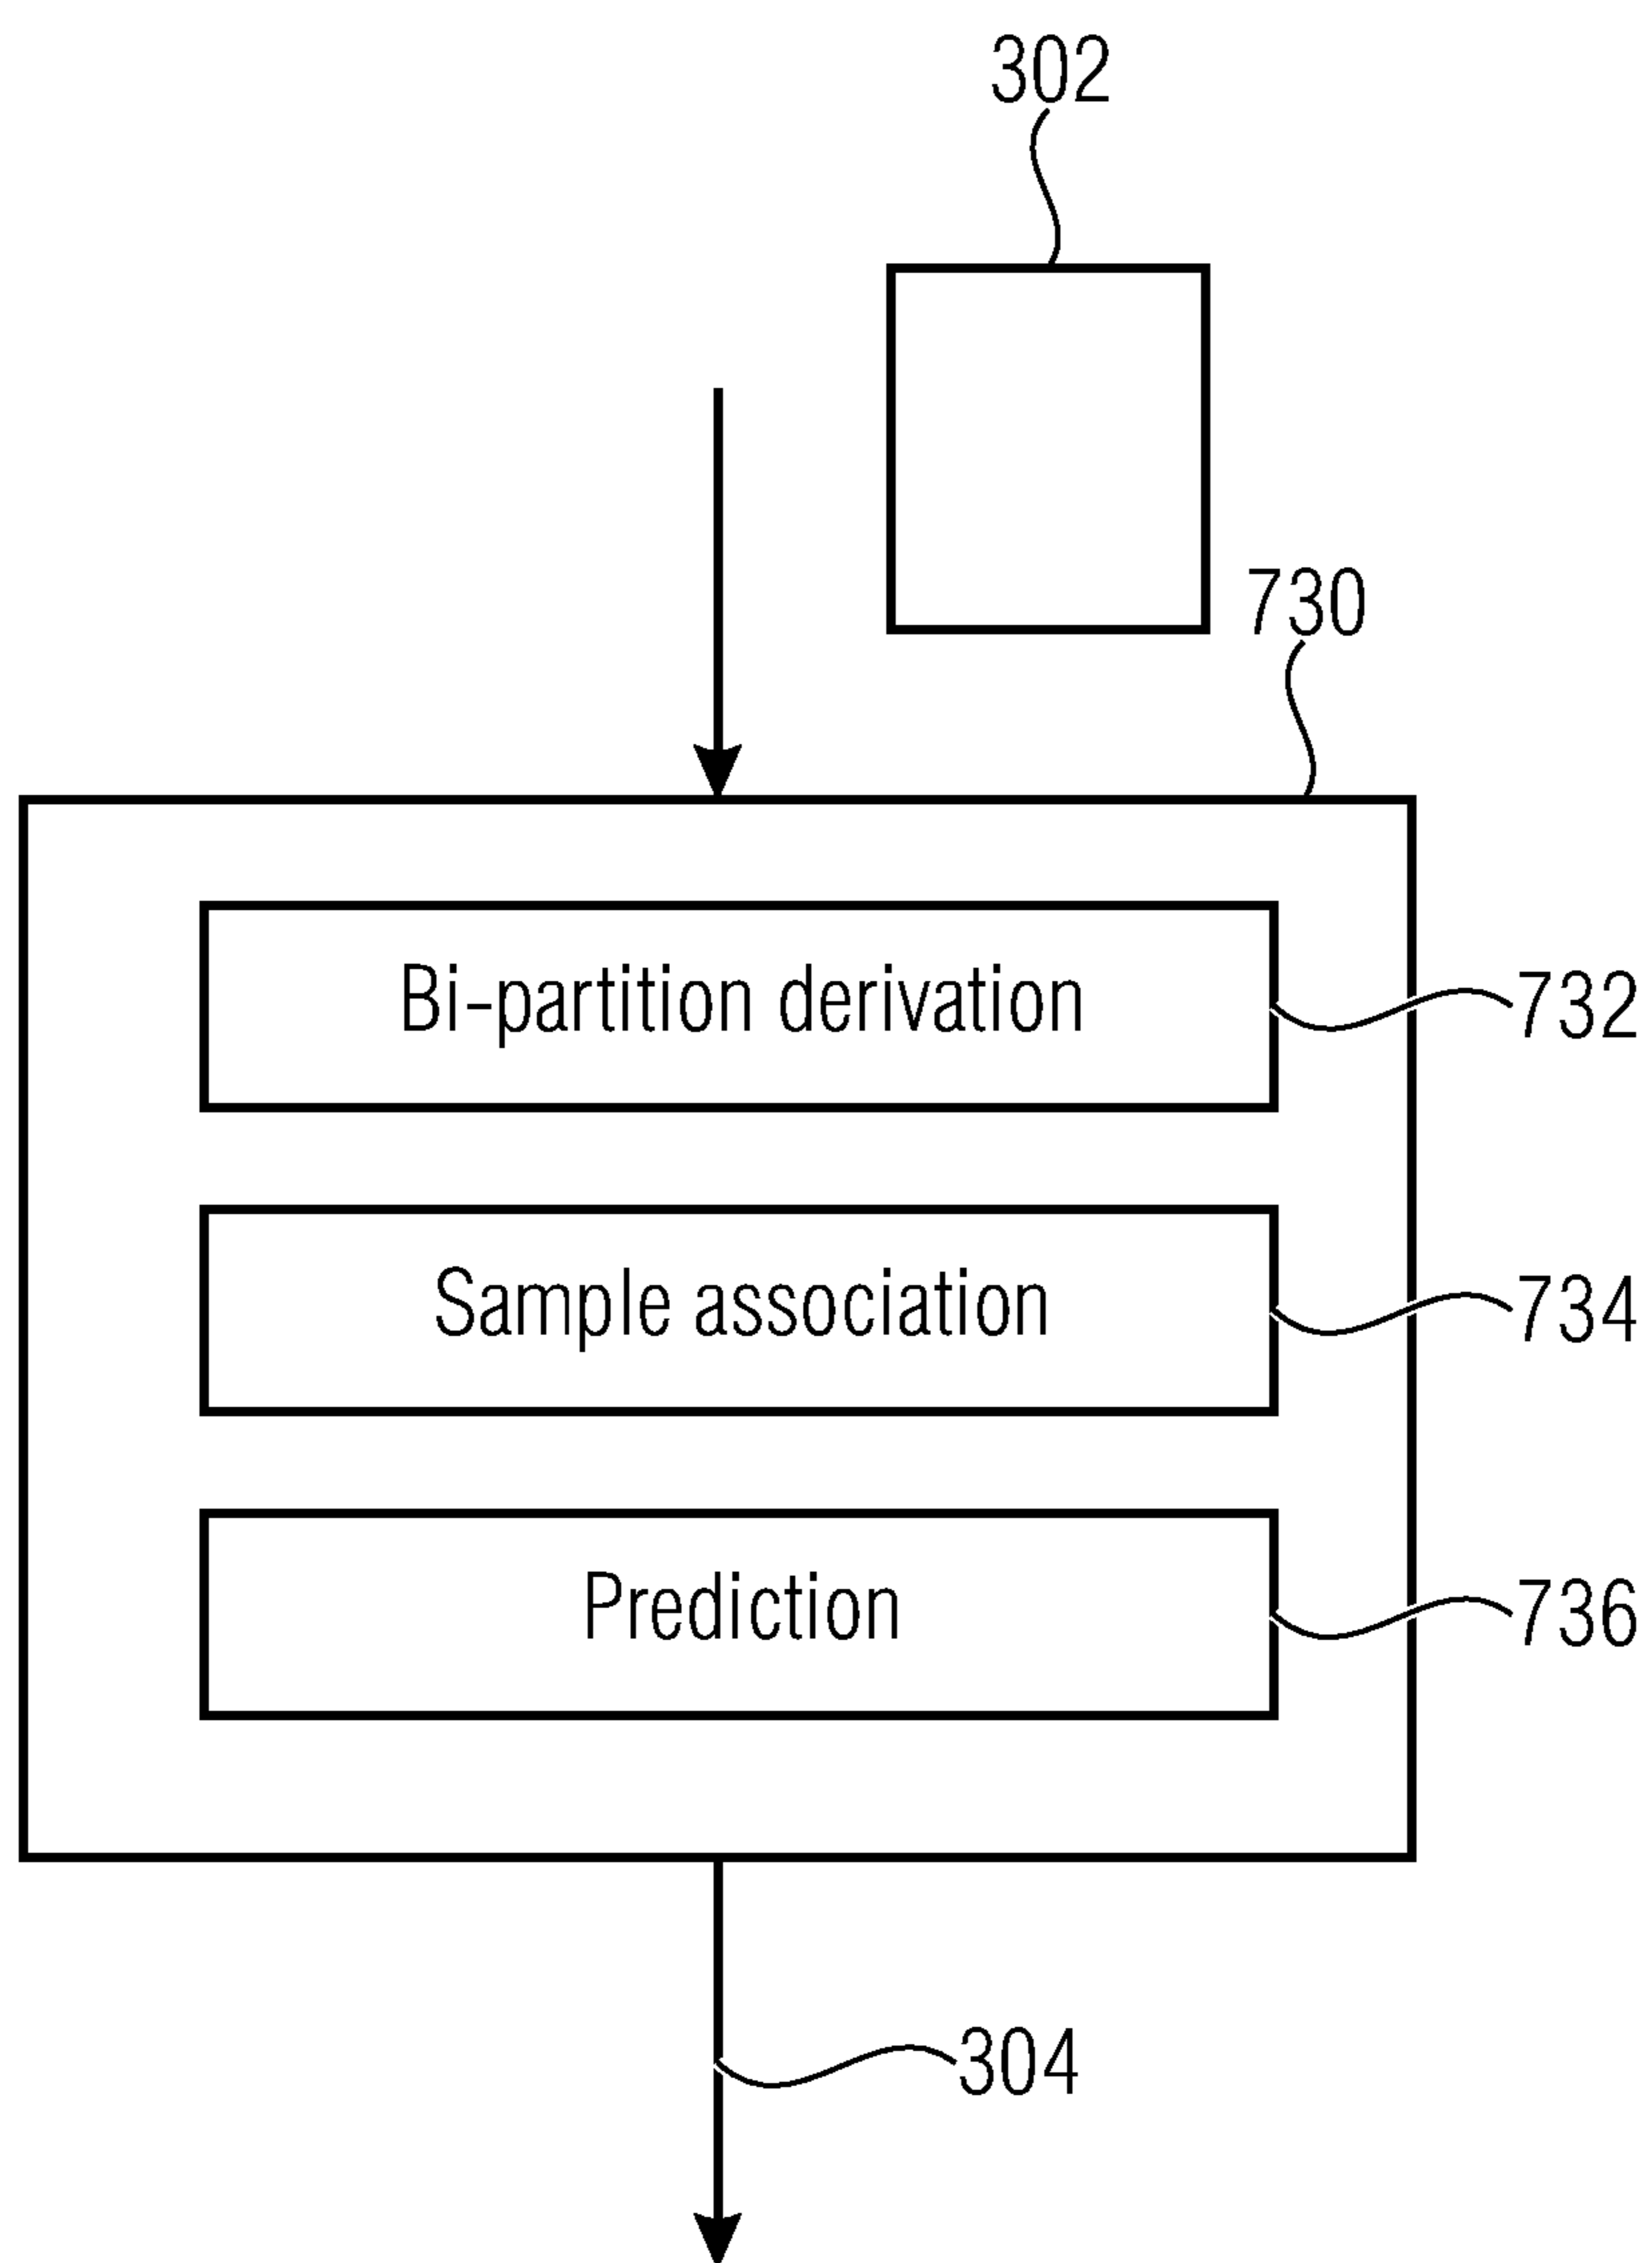 302
730
Bi-partition derivation
732
Sample association
734
Prediction
736
304